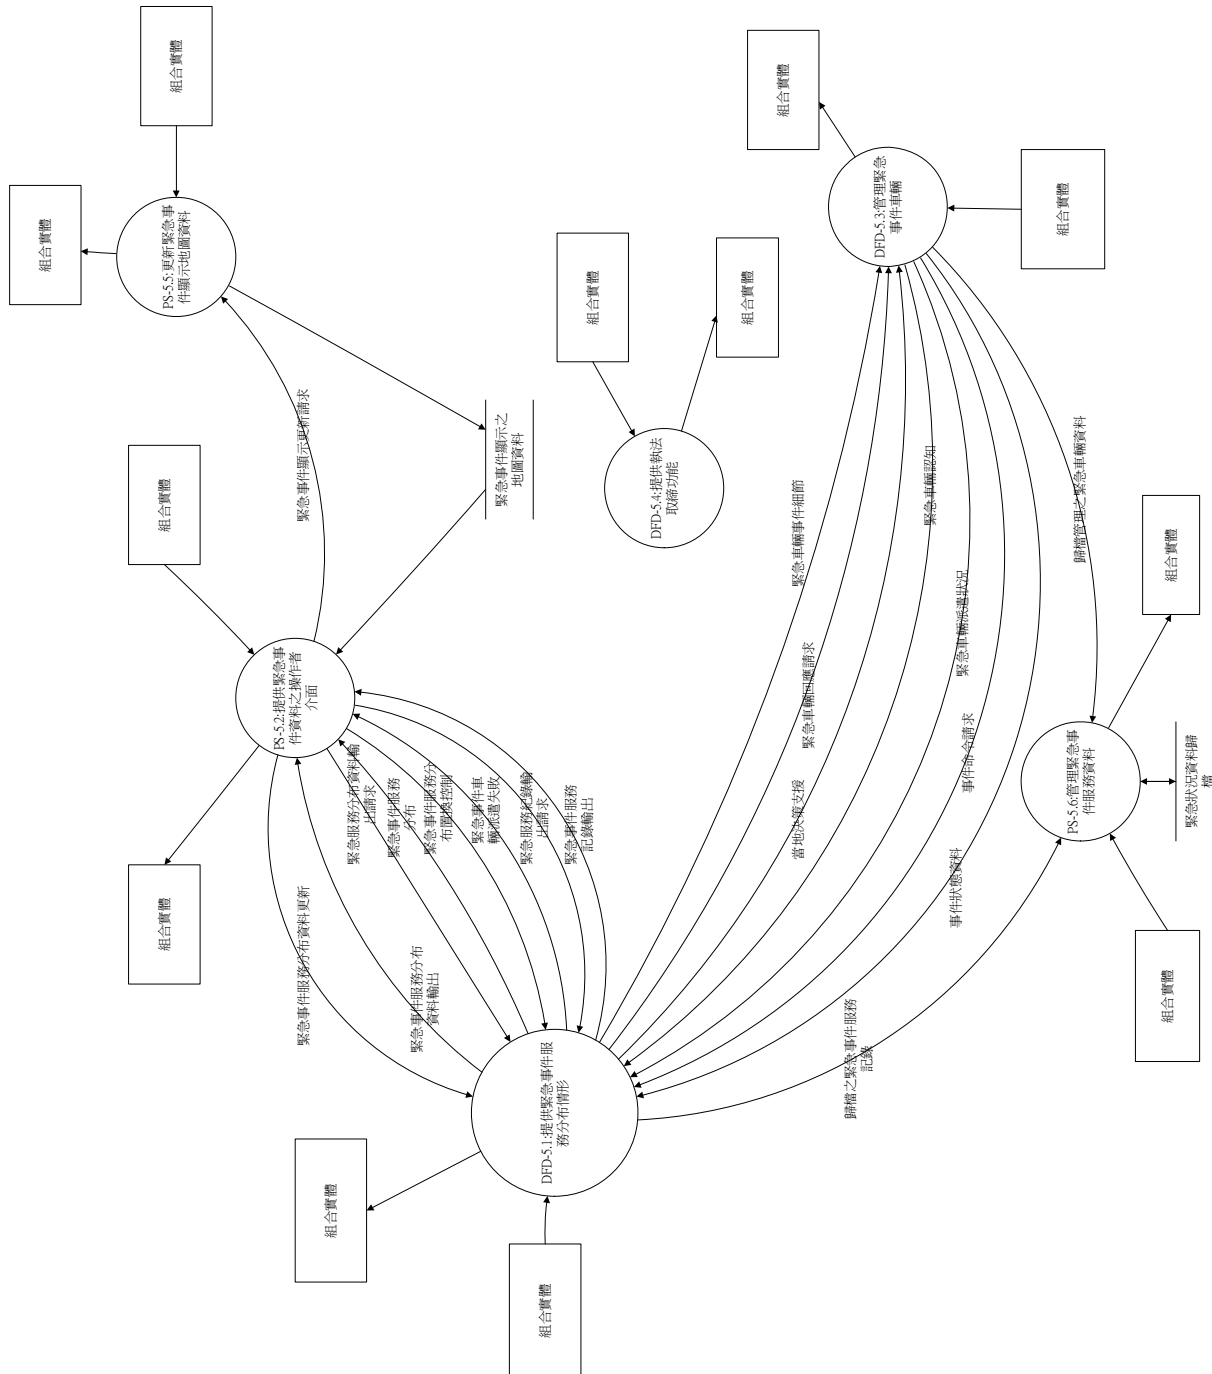 組合實體
組合實體
PS-5.5:更新緊急事
件顯示地圖資料
緊急事件顯示更新請求
緊急事件顯示之
地圖資料
組合實體
PS-5.2:提供緊急事
件資料之操作者
介面
組合實體
緊急事件服務分布資料更新
緊急事件服務分布
資料輸出
緊急服務分布資料輸
出請求
緊急事件服務
分布
緊急事件服務分
布置換控制
緊急事件車
輛派遣失敗
緊急服務紀錄輸
出請求
緊急事件服務
記錄輸出
DFD-5.1:提供緊急事件服
務分布情形
組合實體
組合實體
組合實體
組合實體
DFD-5.4:提供執法
取締功能
組合實體
組合實體
DFD-5.3:管理緊急
事件車輛
緊急車輛事件細節
緊急車輛回應請求
當地決策支援
緊急車輛認知
緊急車輛派遣狀況
事件命令請求
事件狀態資料
歸檔管理之緊急車輛資料
歸檔之緊急事件服務
記錄
PS-5.6:管理緊急事
件服務資料
緊急狀況資料歸
檔
組合實體
組合實體